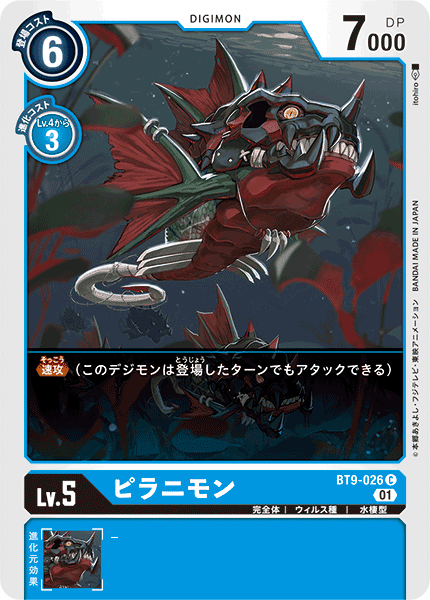 登場コスト
6
DIGIMON
7000
DP
進化コスト
Lv.4から
3
itohiro
BANDAI MADE IN JAPAN
© 本郷あきよし・フジテレビ・東映アニメーション
そっこう
とうじょう
速攻 (このデジモンは登場したターンでもアタックできる)
Lv.5
ピラニモン
BT9-026 C
01
完全体 | ウィルス種 | 水棲型
進化元効果
–